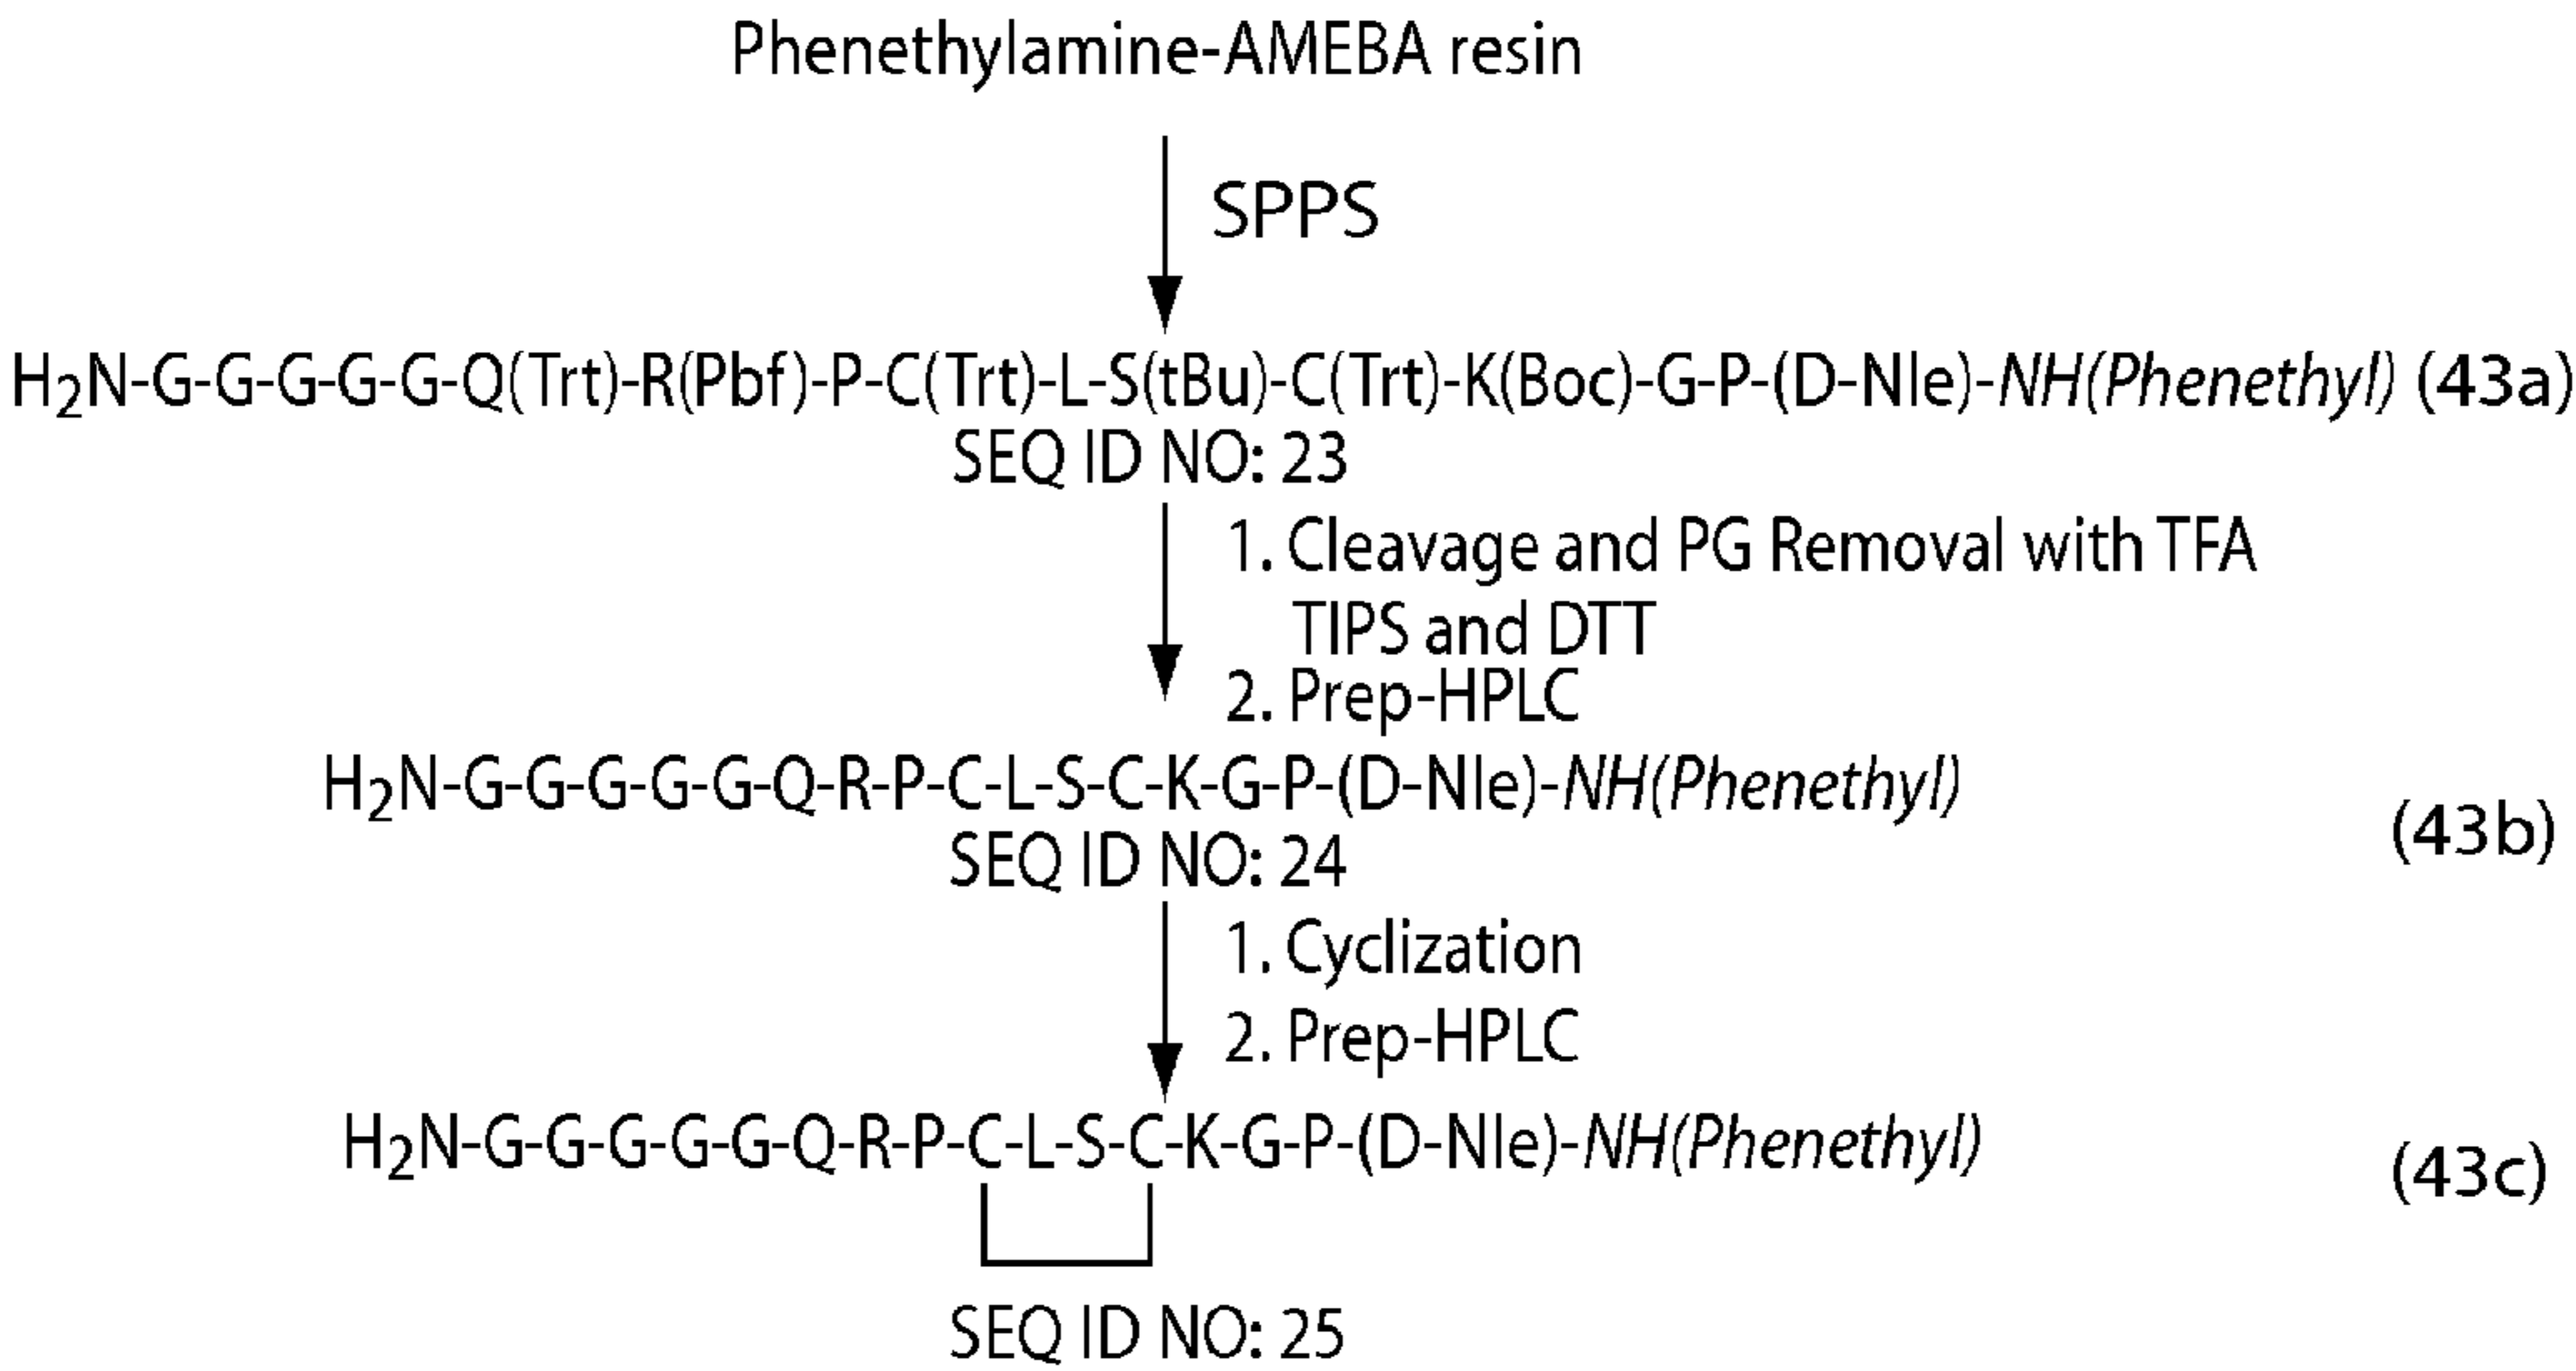 Phenethylamine-AMEBA resin
SPPS
H₂N-G-G-G-G-G-Q(Trt)-R(Pbf)-P-C(Trt)-L-S(tBu)-C(Trt)-K(Boc)-G-P-(D-Nle)-NH(Phenethyl) (43a)
SEQ ID NO: 23
1. Cleavage and PG Removal with TFA
TIPS and DTT
2. Prep-HPLC
H₂N-G-G-G-G-G-Q-R-P-C-L-S-C-K-G-P-(D-Nle)-NH(Phenethyl)
(43b)
SEQ ID NO: 24
1. Cyclization
2. Prep-HPLC
H₂N-G-G-G-G-G-Q-R-P-C-L-S-C-K-G-P-(D-Nle)-NH(Phenethyl)
(43c)
SEQ ID NO: 25